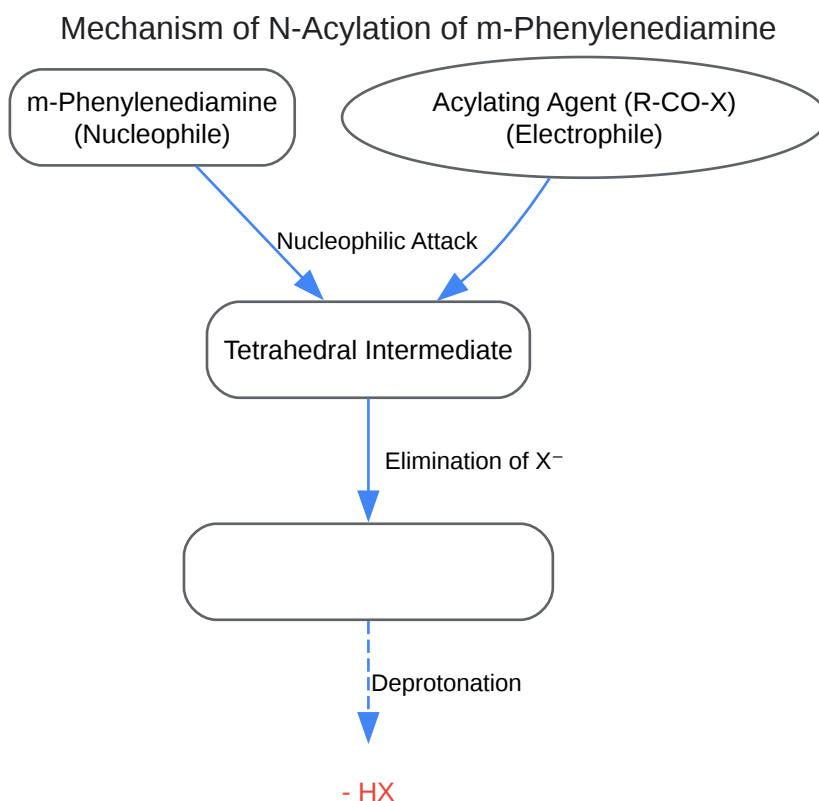 Mechanism of N-Acylation of m-Phenylenediamine
m-Phenylenediamine
(Nucleophile)
Acylating Agent (R-CO-X)
(Electrophile)
Nucleophilic Attack
Tetrahedral Intermediate
Elimination of X⁻
Deprotonation
- HX